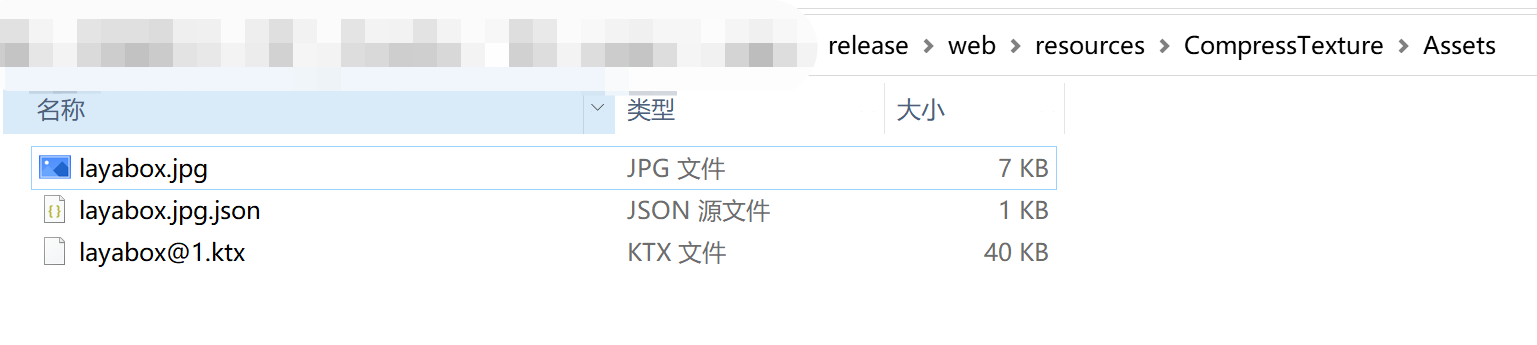 release > web > resources > CompressTexture > Assets
名称 类型 大小
layabox.jpg JPG 文件 7 KB
layabox.jpg.json JSON 源文件 1 KB
layabox@1.ktx KTX 文件 40 KB